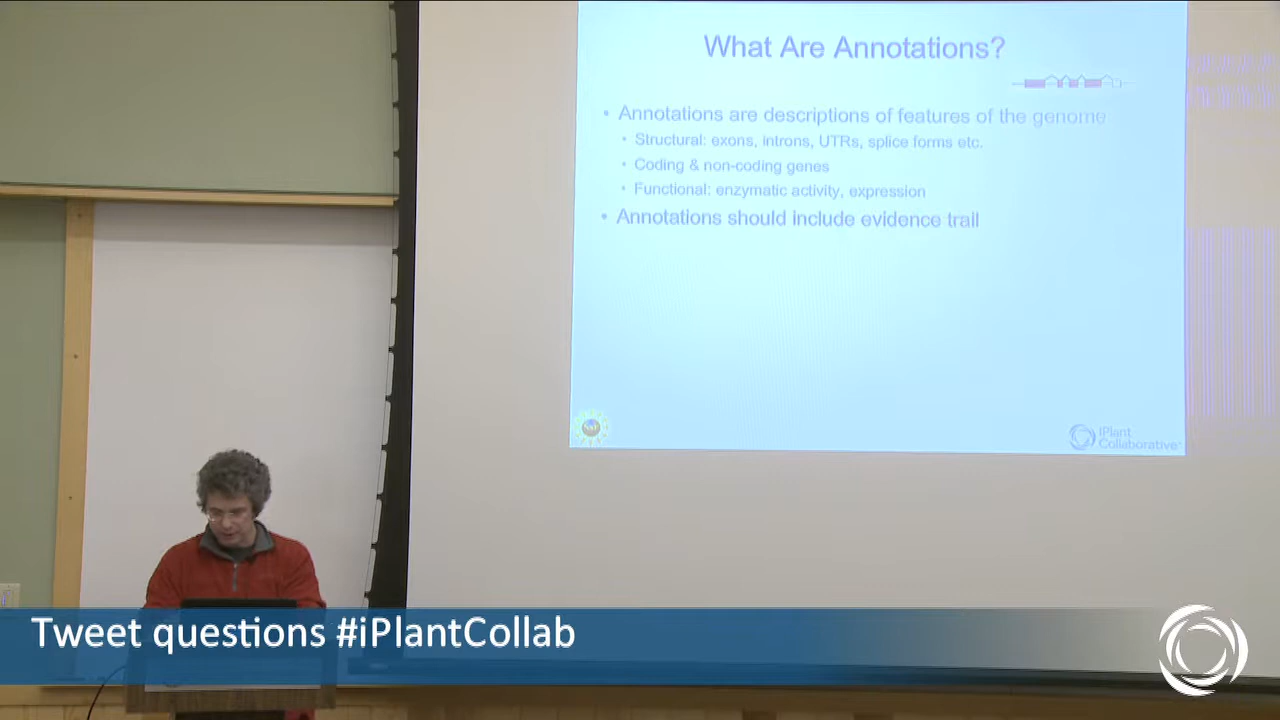 What Are Annotations?
• Annotations are descriptions of features of the genome
• Structural: exons, introns, UTRs, splice forms etc.
• Coding & non-coding genes
• Functional: enzymatic activity, expression
• Annotations should include evidence trail
NSF
iPlant
Collaborative
Tweet questions #iPlantCollab